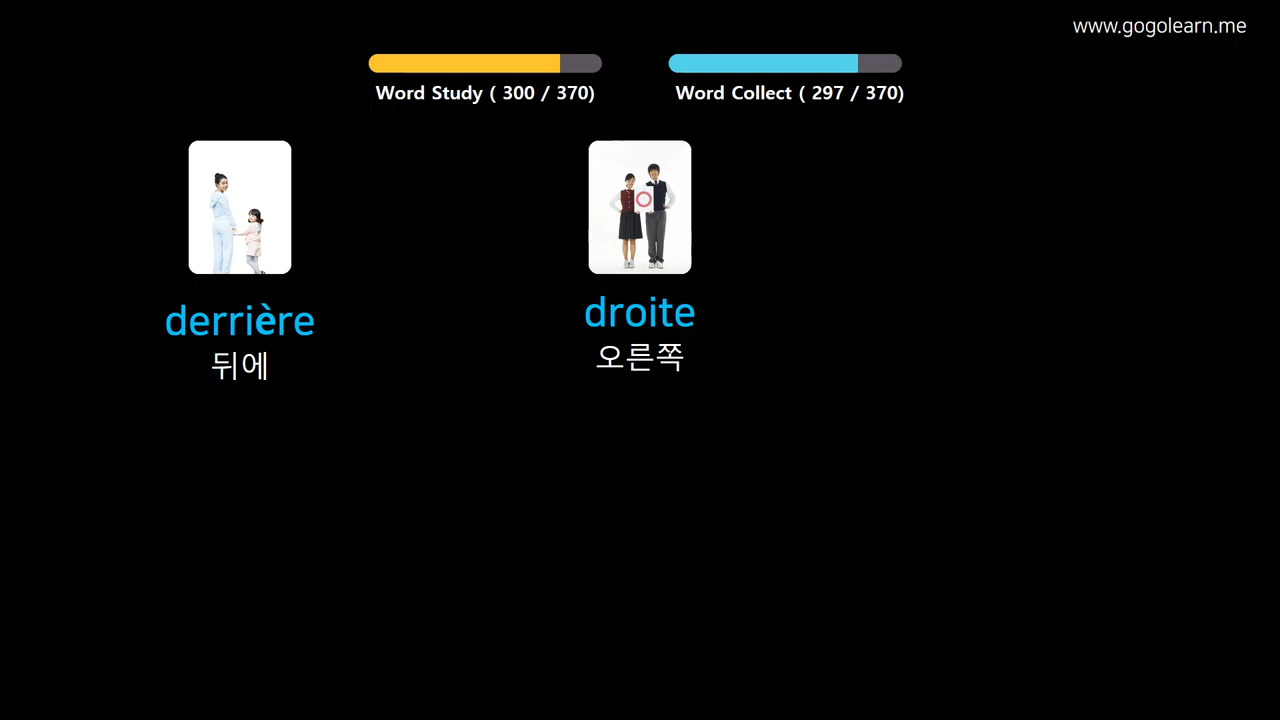 www.gogolearn.me
Word Study ( 300 / 370)
Word Collect ( 297 / 370)
derrière
뒤에
droite
오른쪽